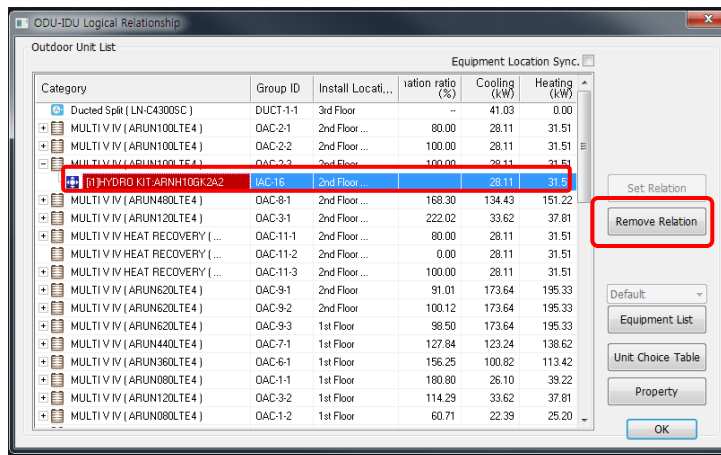 ODU-IDU Logical Relationship
Outdoor Unit List
Equipment Location Sync.
Category Group ID Install Locati... ıation ratio (%) Cooling (kW) Heating (kW)
Ducted Split ( LN-C4300SC ) DUCT-1-1 3rd Floor -- 41.03 0.00
MULTI V IV ( ARUN100LTE4 ) OAC-2-1 2nd Floor ... 80.00 28.11 31.51
MULTI V IV ( ARUN100LTE4 ) OAC-2-2 2nd Floor ... 100.00 28.11 31.51
MULTI V IV ( ARUN100LTE4 ) OAC-2-3 2nd Floor ... 100.00 28.11 31.51
[i1]HYDRO KIT:ARNH10GK2A2 IAC-16 2nd Floor ... 28.11 31.5
MULTI V IV ( ARUN480LTE4 ) OAC-8-1 2nd Floor ... 168.30 134.43 151.22
MULTI V IV ( ARUN120LTE4 ) OAC-3-1 2nd Floor ... 222.02 33.62 37.81
MULTI V IV HEAT RECOVERY ( ... OAC-11-1 2nd Floor ... 80.00 28.11 31.51
MULTI V IV HEAT RECOVERY ( ... OAC-11-2 2nd Floor ... 0.00 28.11 31.51
MULTI V IV HEAT RECOVERY ( ... OAC-11-3 2nd Floor ... 100.00 28.11 31.51
MULTI V IV ( ARUN620LTE4 ) OAC-9-1 2nd Floor 91.01 173.64 195.33
MULTI V IV ( ARUN620LTE4 ) OAC-9-2 2nd Floor 100.12 173.64 195.33
MULTI V IV ( ARUN620LTE4 ) OAC-9-3 1st Floor 98.50 173.64 195.33
MULTI V IV ( ARUN440LTE4 ) OAC-7-1 1st Floor 127.84 123.24 138.62
MULTI V IV ( ARUN360LTE4 ) OAC-6-1 1st Floor 156.25 100.82 113.42
MULTI V IV ( ARUN080LTE4 ) OAC-1-1 1st Floor 180.80 26.10 39.22
MULTI V IV ( ARUN120LTE4 ) OAC-3-2 1st Floor 114.29 33.62 37.81
MULTI V IV ( ARUN080LTE4 ) OAC-1-2 1st Floor 60.71 22.39 25.20
Set Relation
Remove Relation
Default
Equipment List
Unit Choice Table
Property
OK